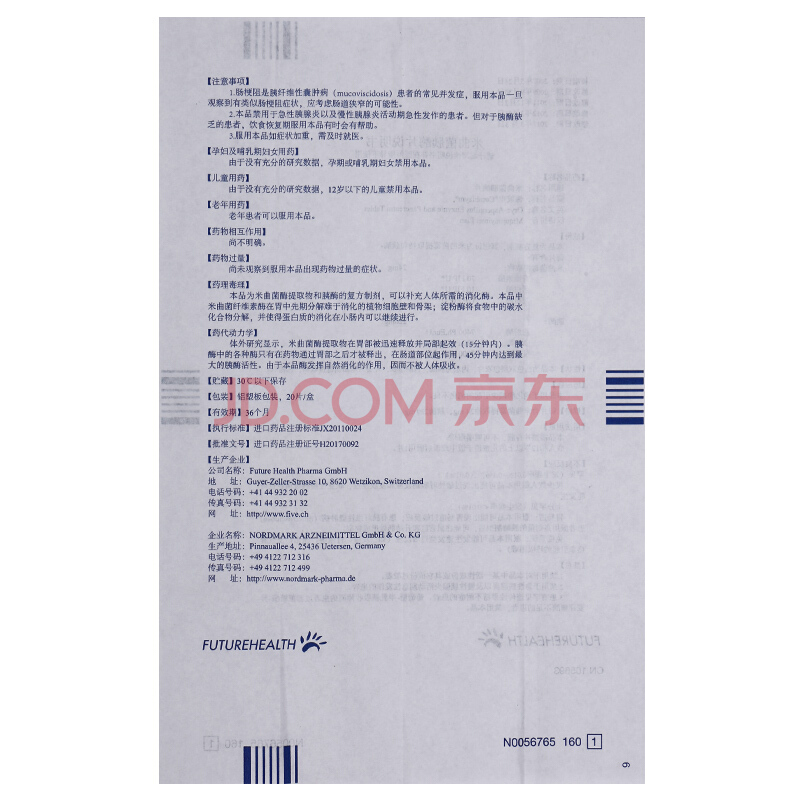 【注意事项】
1.肠梗阻是胰纤维性囊肿病（mucoviscidosis）患者的常见并发症，服用本品一旦
观察到有类似肠梗阻症状，应考虑肠道狭窄的可能性。
2.本品禁用于急性胰腺炎以及慢性胰腺炎活动期急性发作的患者。但对于胰酶缺
乏的患者，饮食恢复期服用本品有时会有帮助。
3.服用本品如症状加重，需及时就医。
【孕妇及哺乳期妇女用药】
由于没有充分的研究数据，孕期或哺乳期妇女禁用本品。
【儿童用药】
由于没有充分的研究数据，12岁以下的儿童禁用本品。
【老年用药】
老年患者可以服用本品。
【药物相互作用】
尚不明确。
【药物过量】
尚未观察到服用本品出现药物过量的症状。
【药理毒理】
本品为米曲菌酶提取物和胰酶的复方制剂，可以补充人体所需的消化酶。本品中
米曲菌纤维素酶在胃中先期分解难于消化的植物细胞壁和骨架；淀粉酶将食物中的碳水
化合物分解，并使得蛋白质的消化在小肠内可以继续进行。
【药代动力学】
体外研究显示，米曲菌酶提取物在胃部被迅速释放并局部起效（15分钟内）。胰
酶中的各种酶只有在药物通过胃部之后才被释出，在肠道部位起作用，45分钟内达到最
大的胰酶活性。由于本品酶发挥自然消化的作用，因而不被人体吸收。
【贮藏】30℃以下保存
【包装】铝塑板包装，20片/盒
【有效期】36个月
【执行标准】进口药品注册标准JX20110024
【批准文号】进口药品注册证号H20170092
【生产企业】
公司名称：Future Health Pharma GmbH
地 址：Guyer-Zeller-Strasse 10, 8620 Wetzikon, Switzerland
电话号码：+41 44 932 20 02
传真号码：+41 44 932 31 32
网 址：http://www.five.ch
企业名称：NORDMARK ARZNEIMITTEL GmbH & Co. KG
生产地址：Pinnauallee 4, 25436 Uetersen, Germany
电话号码：+49 4122 712 316
传真号码：+49 4122 712 499
网 址：http://www.nordmark-pharma.de
JD.COM 京东
FUTUREHEALTH
N0056765 160 1
6